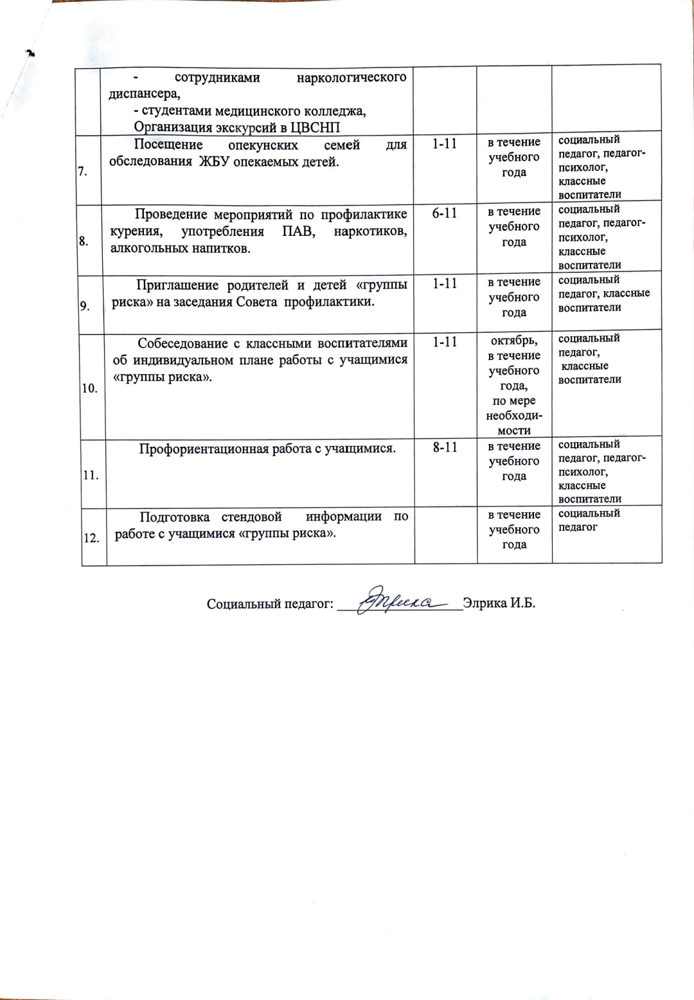 - сотрудниками наркологического
диспансера,
- студентами медицинского колледжа,
Организация экскурсий в ЦВСНП
7.
Посещение опекунских семей для
обследования ЖБУ опекаемых детей.
1-11
в течение
учебного
года
социальный
педагог, педагог-
психолог,
классные
воспитатели
8.
Проведение мероприятий по профилактике
курения, употребления ПАВ, наркотиков,
алкогольных напитков.
6-11
в течение
учебного
года
социальный
педагог, педагог-
психолог,
классные
воспитатели
9.
Приглашение родителей и детей «группы
риска» на заседания Совета профилактики.
1-11
в течение
учебного
года
социальный
педагог, классные
воспитатели
10.
Собеседование с классными воспитателями
об индивидуальном плане работы с учащимися
«группы риска».
1-11
октябрь,
в течение
учебного
года,
по мере
необходи-
мости
социальный
педагог,
классные
воспитатели
11.
Профориентационная работа с учащимися.
8-11
в течение
учебного
года
социальный
педагог, педагог-
психолог,
классные
воспитатели
12.
Подготовка стендовой информации по
работе с учащимися «группы риска».
в течение
учебного
года
социальный
педагог
Социальный педагог: Элрика Элрика И.Б.